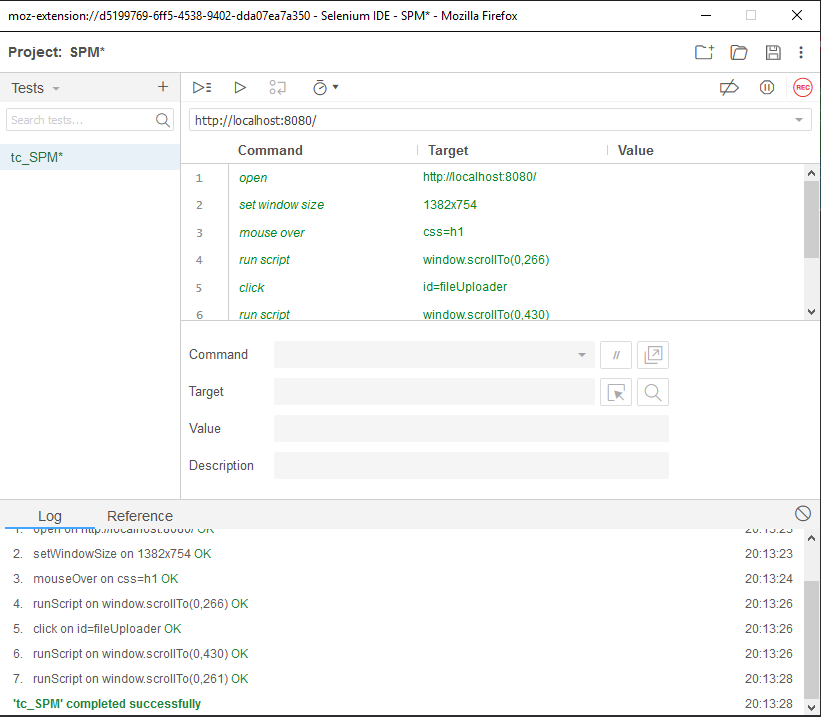 moz-extension://d5199769-6ff5-4538-9402-dda07ea7a350 - Selenium IDE - SPM* - Mozilla Firefox
Project: SPM*
Tests
Search tests...
tc_SPM*
REC
http://localhost:8080/
Command Target Value
1 open http://localhost:8080/
2 set window size 1382x754
3 mouse over css=h1
4 run script window.scrollTo(0,266)
5 click id=fileUploader
6 run script window.scrollTo(0,430)
Command //
Target
Value
Description
Log Reference
1. open on http://localhost:8080/ OK 20:13:23
2. setWindowSize on 1382x754 OK 20:13:23
3. mouseOver on css=h1 OK 20:13:24
4. runScript on window.scrollTo(0,266) OK 20:13:26
5. click on id=fileUploader OK 20:13:26
6. runScript on window.scrollTo(0,430) OK 20:13:26
7. runScript on window.scrollTo(0,261) OK 20:13:28
'tc_SPM' completed successfully 20:13:28